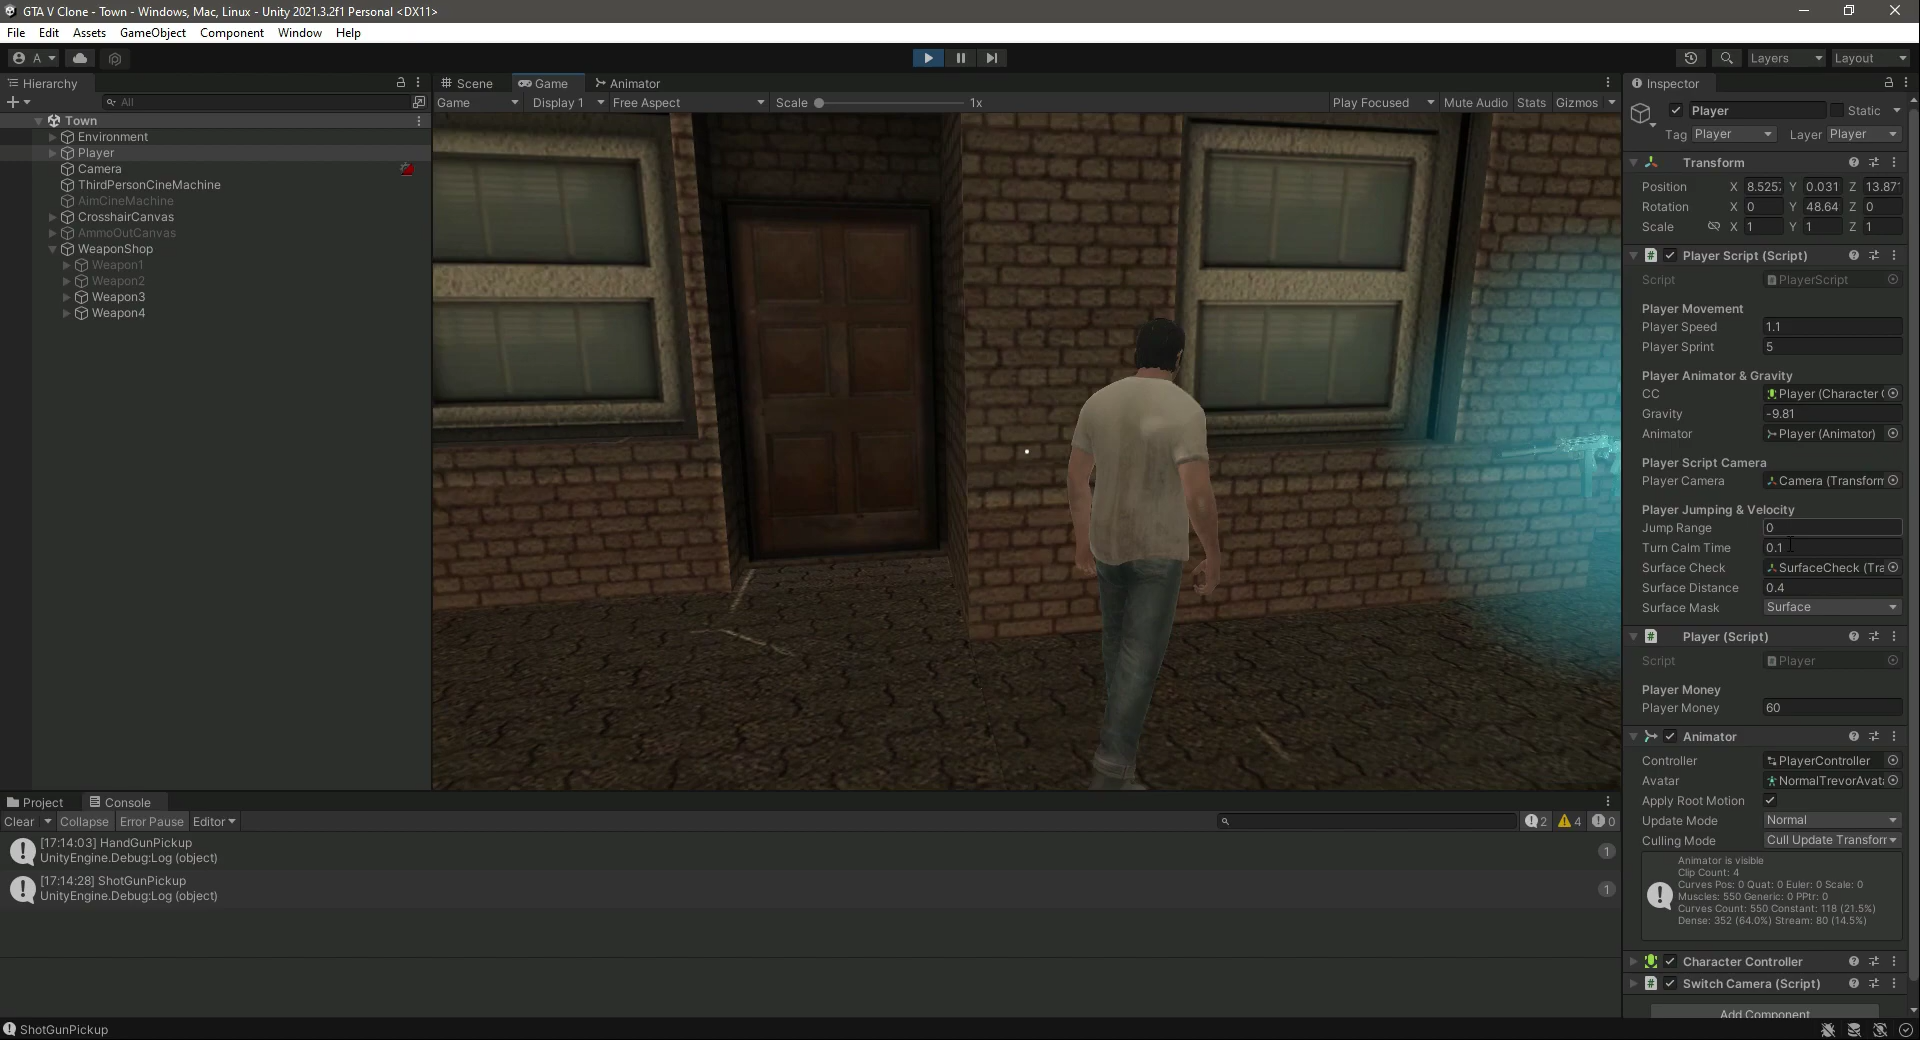 GTA V Clone - Town - Windows, Mac, Linux - Unity 2021.3.2f1 Personal <DX11>
File Edit Assets GameObject Component Window Help
A Layers Layout
Hierarchy
All
Town
Environment
Player
Camera
ThirdPersonCineMachine
AimCineMachine
CrosshairCanvas
AmmoOutCanvas
WeaponShop
Weapon1
Weapon2
Weapon3
Weapon4
Scene Game Animator
Game Display 1 Free Aspect Scale 1x Play Focused Mute Audio Stats Gizmos
Inspector
Player Static
Tag Player Layer Player
Transform
Position X 8.525 Y 0.031 Z 13.87
Rotation X 0 Y 48.64 Z 0
Scale X 1 Y 1 Z 1
# Player Script (Script)
Script PlayerScript
Player Movement
Player Speed 1.1
Player Sprint 5
Player Animator & Gravity
CC Player (Character
Gravity -9.81
Animator Player (Animator)
Player Script Camera
Player Camera Camera (Transform
Player Jumping & Velocity
Jump Range 0
Turn Calm Time 0.1
Surface Check SurfaceCheck (Tra
Surface Distance 0.4
Surface Mask Surface
# Player (Script)
Script Player
Player Money
Player Money 60
Animator
Controller PlayerController
Avatar NormalTrevorAvata
Apply Root Motion
Update Mode Normal
Culling Mode Cull Update Transform
Animator is visible
Clip Count: 4
Curves Pos: 0 Quat: 0 Euler: 0 Scale: 0
Muscles: 550 Generic: 0 PPtr: 0
Curves Count: 550 Constant: 118 (21.5%)
Dense: 352 (64.0%) Stream: 80 (14.5%)
Character Controller
# Switch Camera (Script)
Add Component
Project Console
Clear Collapse Error Pause Editor 2 4 0
[17:14:03] HandGunPickup
UnityEngine.Debug:Log (object)
1
[17:14:28] ShotGunPickup
UnityEngine.Debug:Log (object)
1
ShotGunPickup